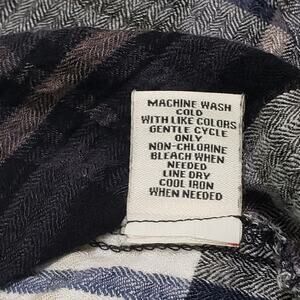 MACHINE WASH
COLD
WITH LIKE COLORS
GENTLE CYCLE
ONLY
NON-CHLORINE
BLEACH WHEN
NEEDED
LINE DRY
COOL IRON
WHEN NEEDED